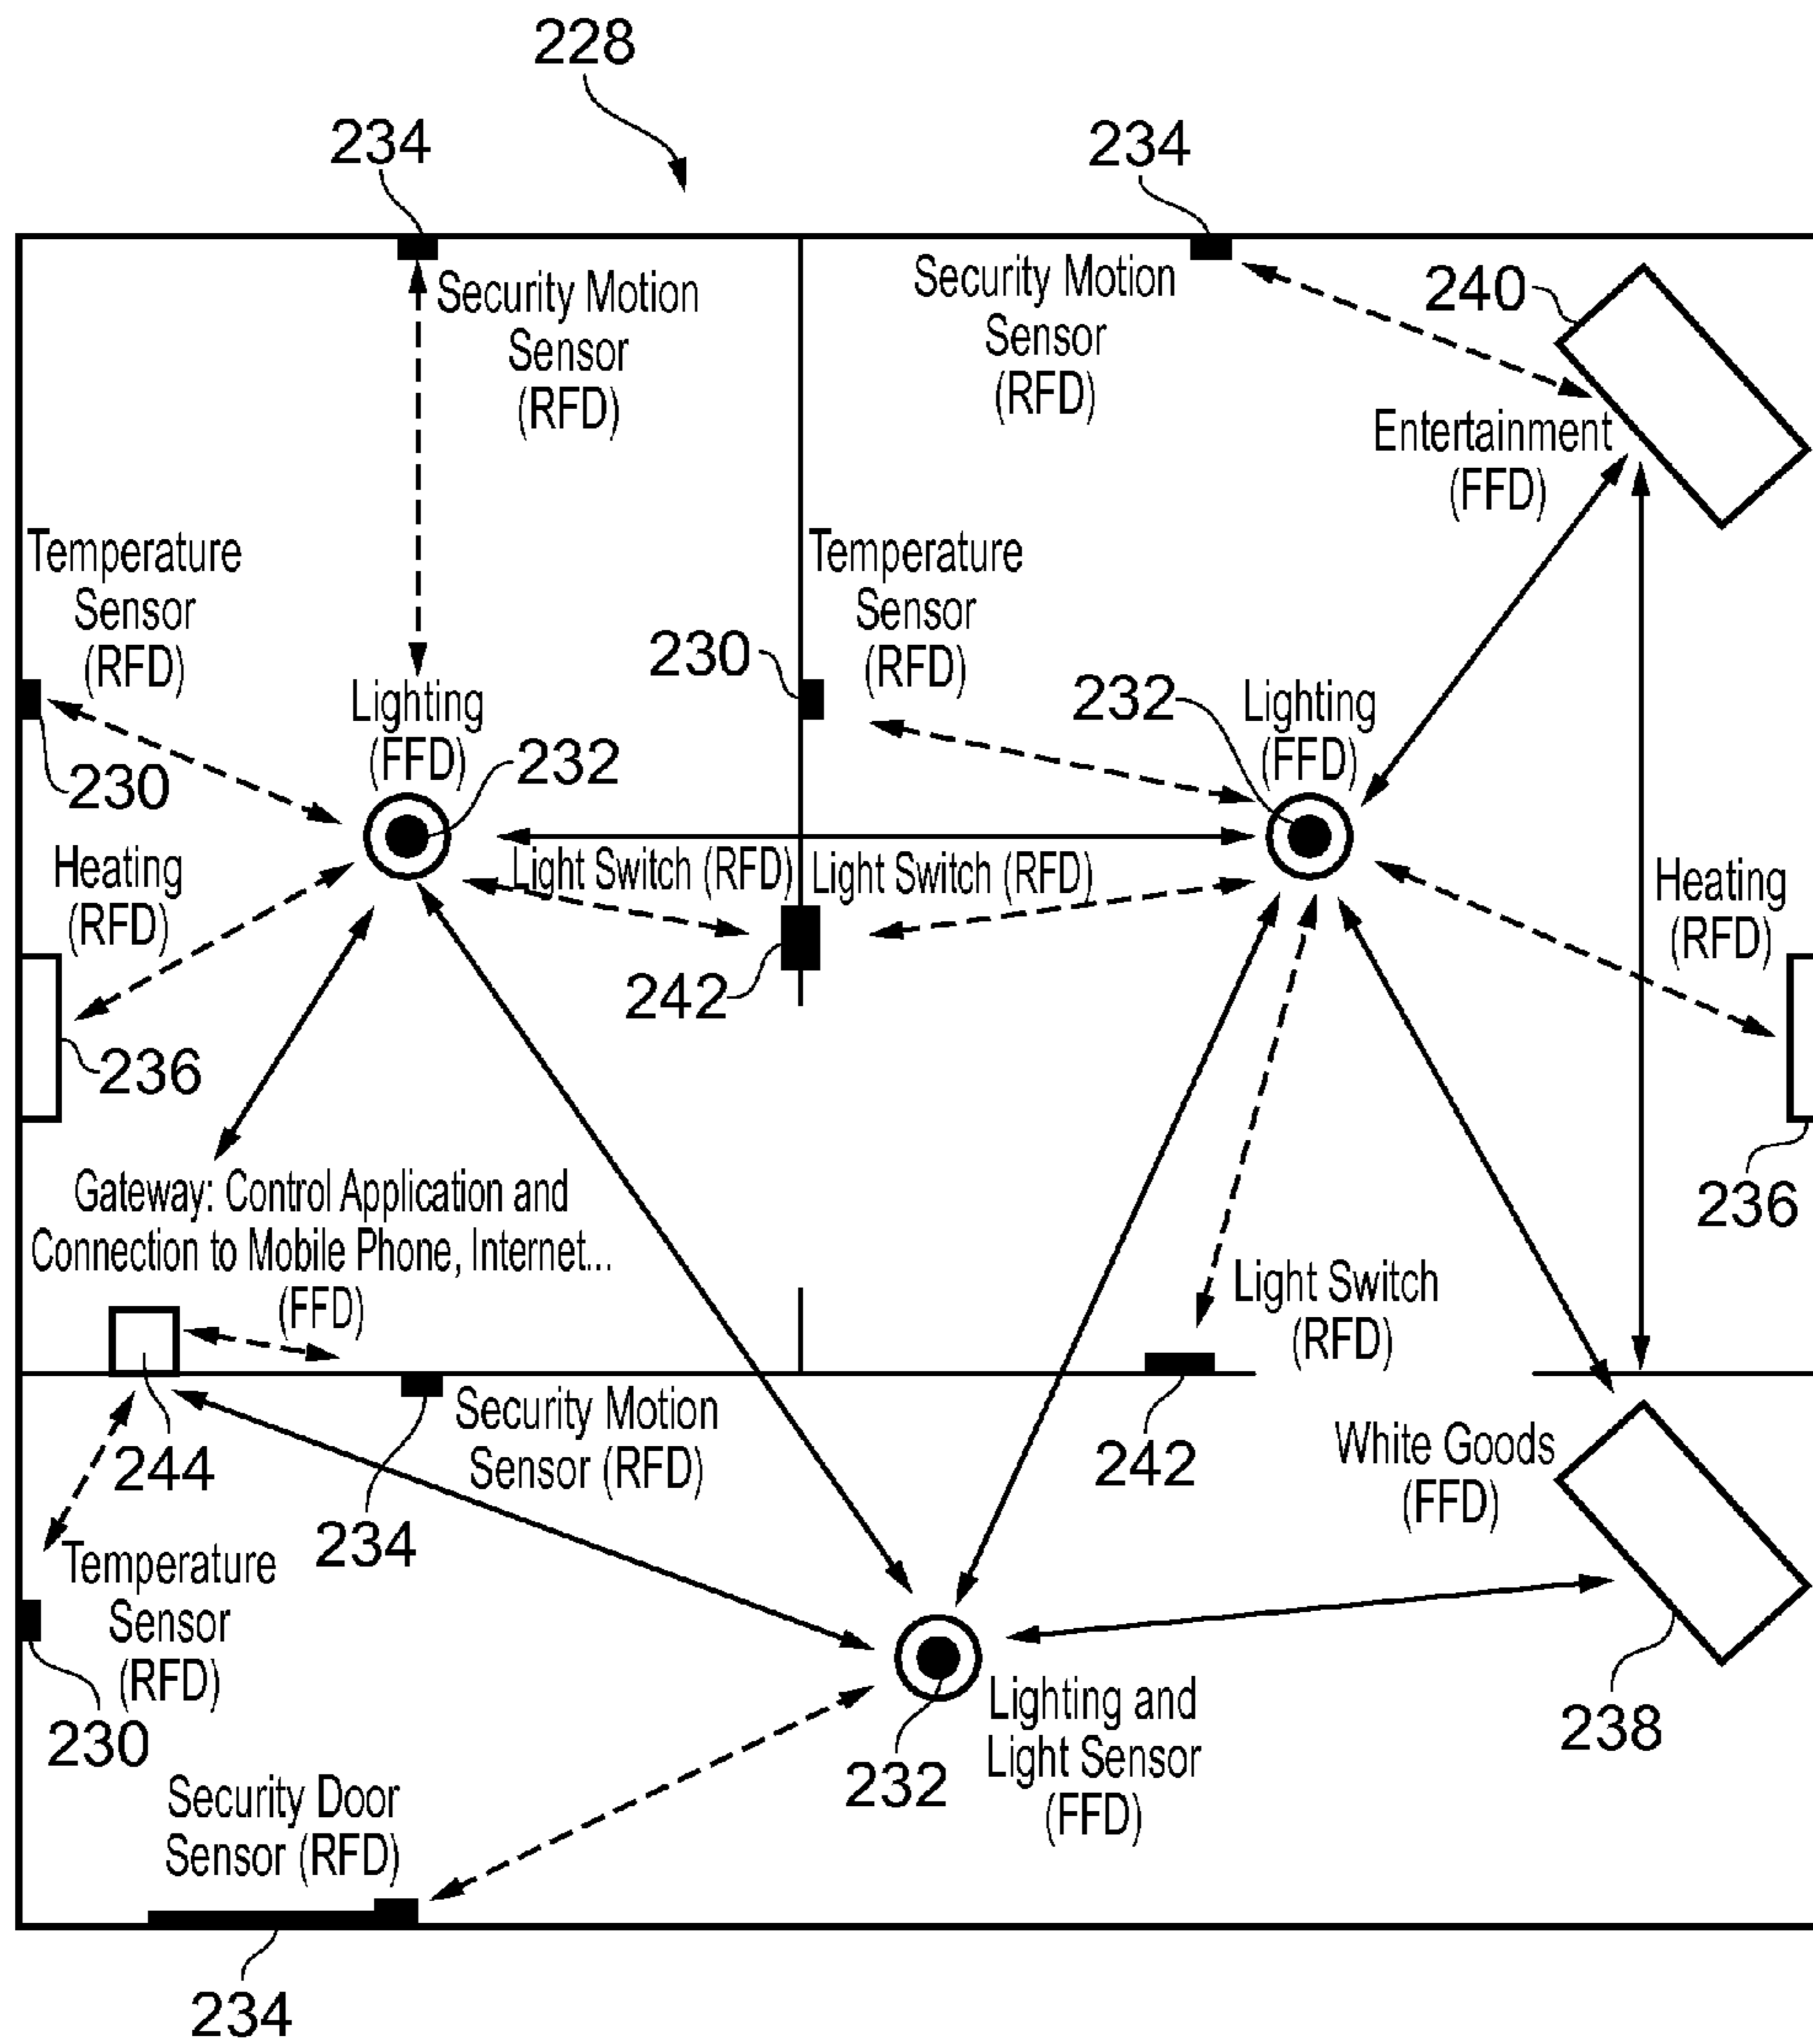 228
234
234
Security Motion
Sensor
(RFD)
Security Motion
Sensor
(RFD)
240
Entertainment
(FFD)
Temperature
Sensor
(RFD)
230
Temperature
Sensor
(RFD)
230
Lighting
(FFD)
232
232
Lighting
(FFD)
Heating
(RFD)
236
Light Switch (RFD)
Light Switch (RFD)
242
Heating
(RFD)
236
Gateway: Control Application and
Connection to Mobile Phone, Internet...
(FFD)
244
Light Switch
(RFD)
242
Security Motion
Sensor (RFD)
234
White Goods
(FFD)
238
Temperature
Sensor
(RFD)
230
Lighting and
Light Sensor
(FFD)
232
Security Door
Sensor (RFD)
234